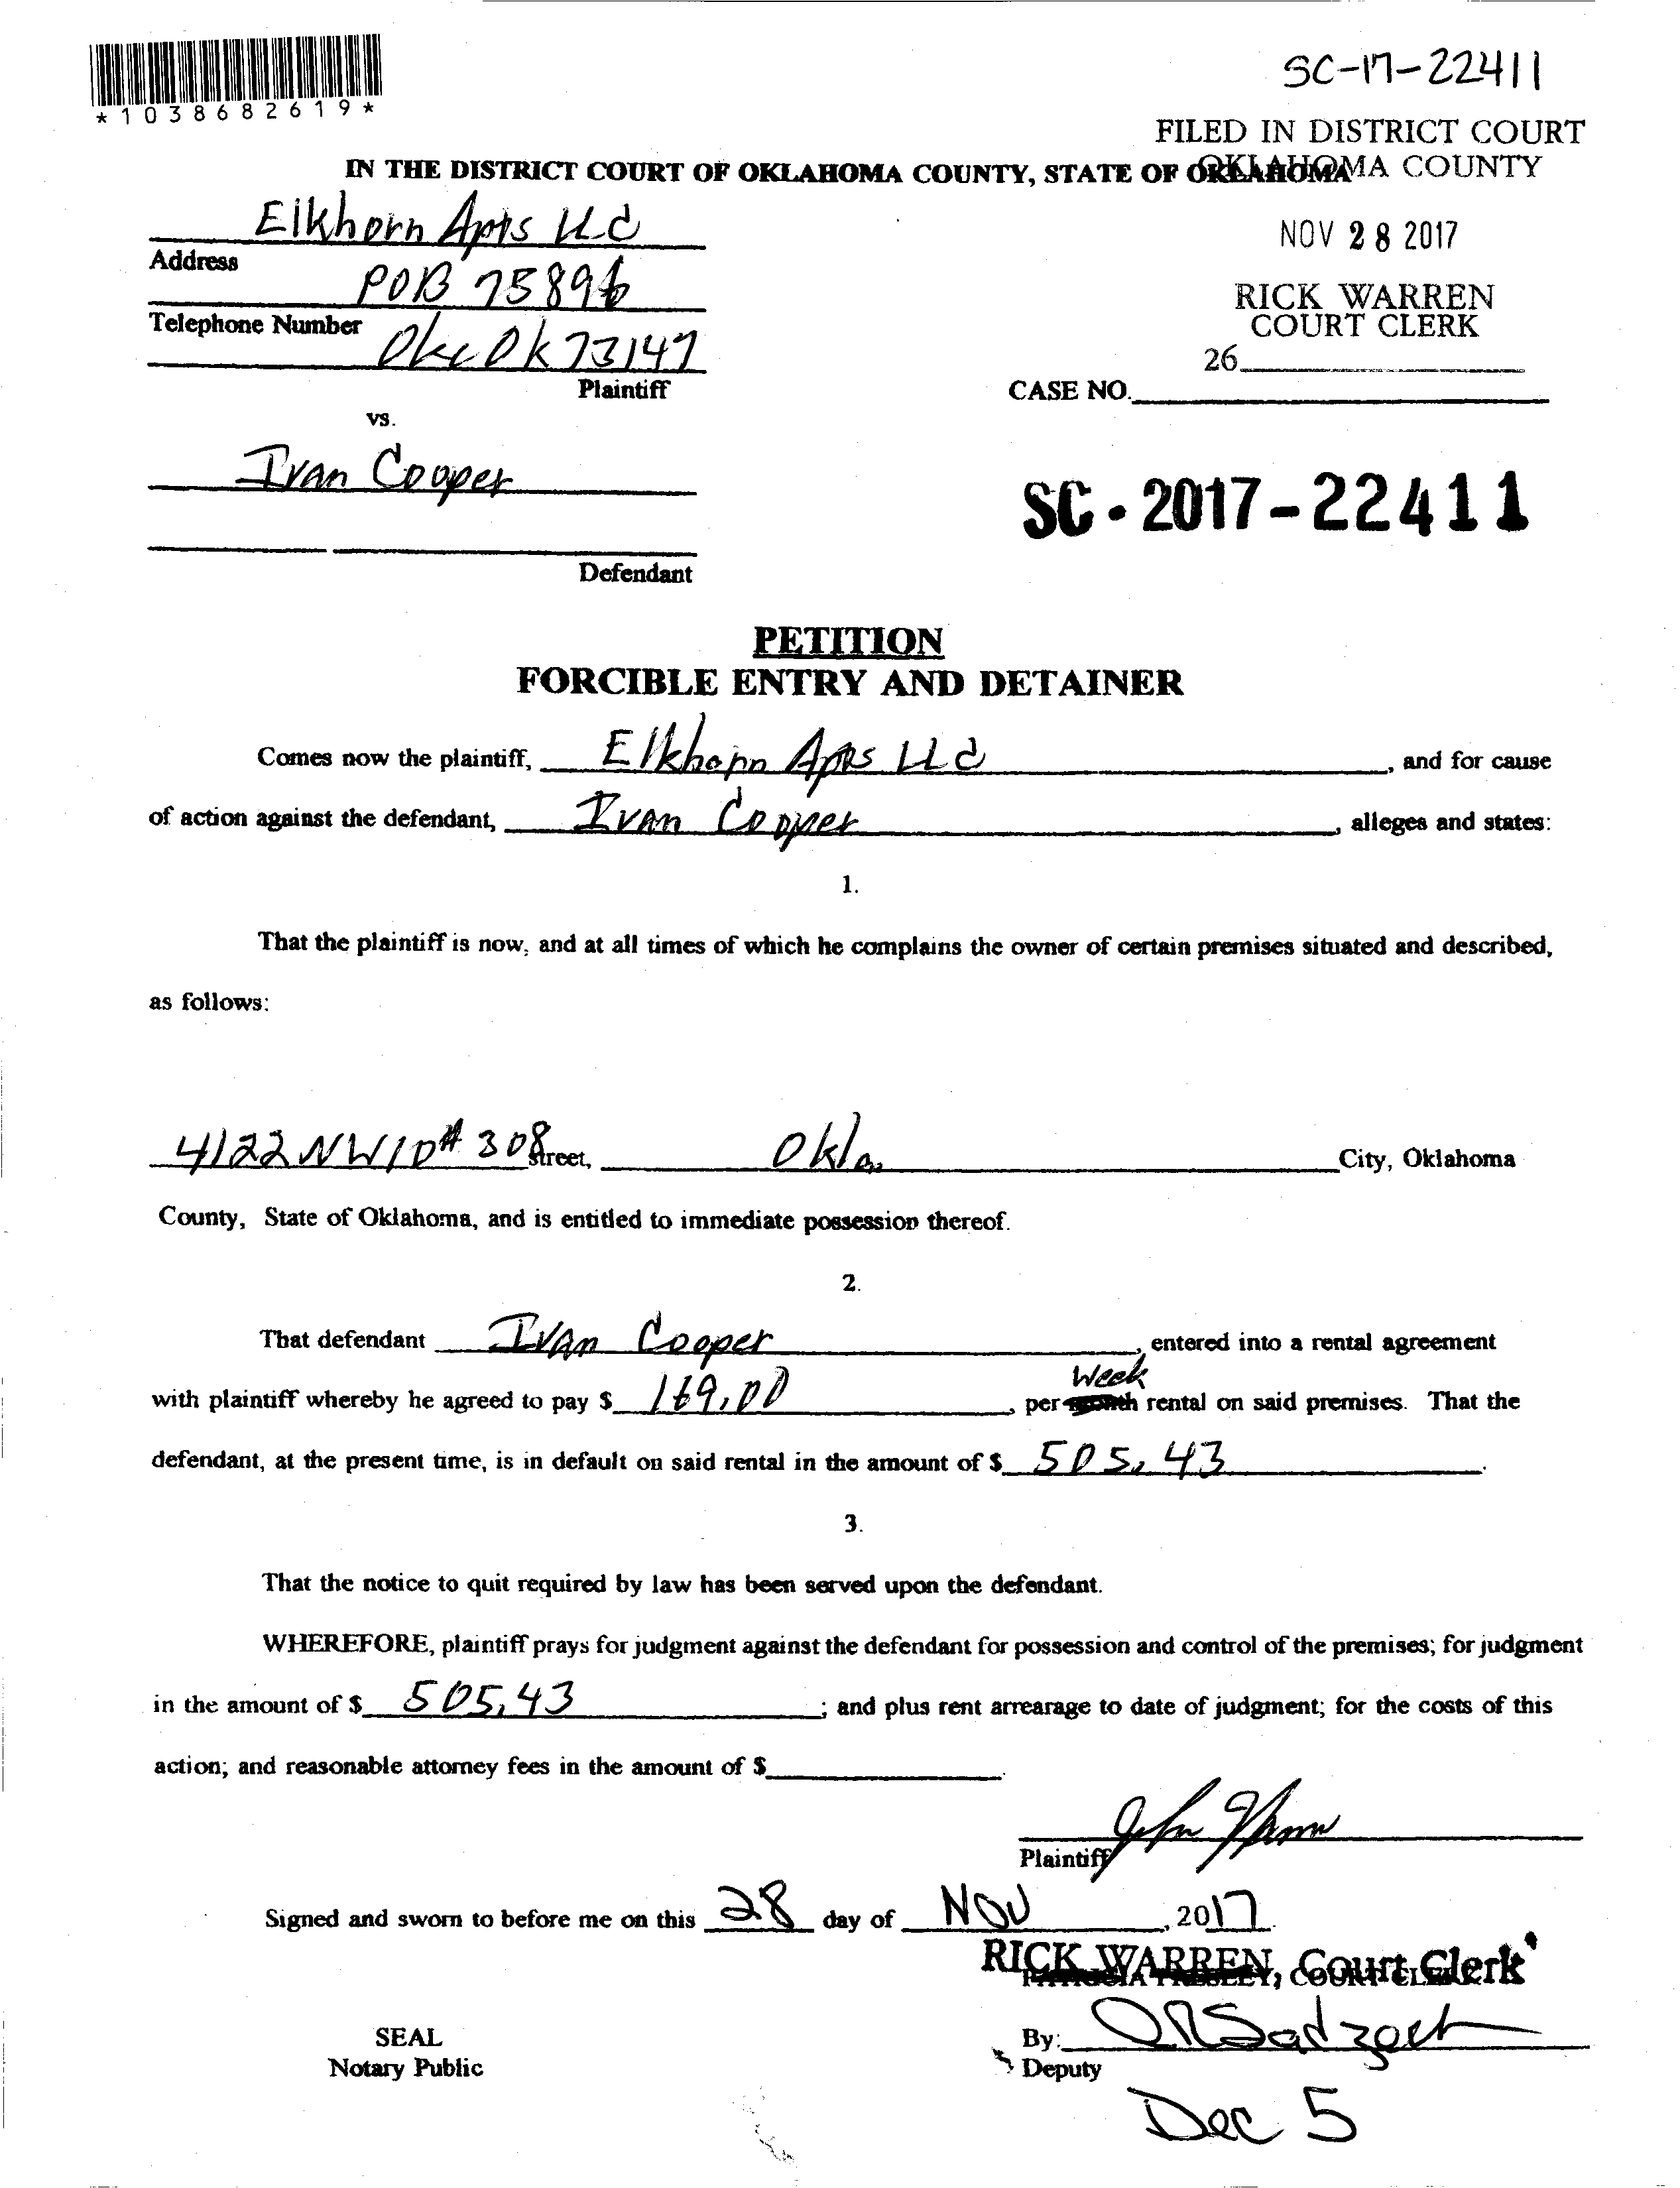 *1038682619*
SC-17-22411
FILED IN DISTRICT COURT
OKLAHOMA COUNTY
IN THE DISTRICT COURT OF OKLAHOMA COUNTY, STATE OF OKLAHOMA
Elkhorn Apts LLC
NOV 28 2017
Address
POB 75896
RICK WARREN
COURT CLERK
Telephone Number
Okc Ok 73147
26
Plaintiff
CASE NO.
vs.
Ivan Cooper
SC-2017-22411
Defendant
PETITION
FORCIBLE ENTRY AND DETAINER
Comes now the plaintiff, Elkhorn Apts LLC, and for cause
of action against the defendant, Ivan Cooper, alleges and states:
1.
That the plaintiff is now, and at all times of which he complains the owner of certain premises situated and described,
as follows:
4122 NW10 # 308 Street, Okla. City, Oklahoma
County, State of Oklahoma, and is entitled to immediate possession thereof.
2.
That defendant Ivan Cooper, entered into a rental agreement
Week
with plaintiff whereby he agreed to pay $ 169.00, per month rental on said premises. That the
defendant, at the present time, is in default on said rental in the amount of $ 505.43.
3.
That the notice to quit required by law has been served upon the defendant.
WHEREFORE, plaintiff prays for judgment against the defendant for possession and control of the premises; for judgment
in the amount of $ 505.43; and plus rent arrearage to date of judgment; for the costs of this
action; and reasonable attorney fees in the amount of $.
Plaintiff
Signed and sworn to before me on this 28 day of Nov, 2017.
RICK WARREN, Court Clerk
PATRICIA PRESLEY, COURT CLERK
SEAL
By:
Notary Public
Deputy
Dec 5